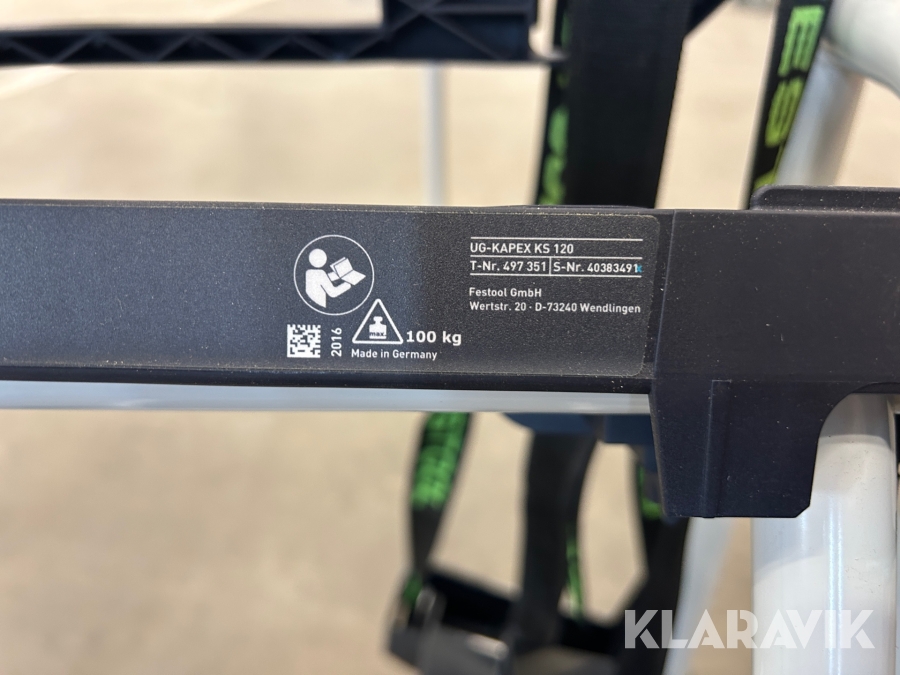 EST
UG-KAPEX KS 120
T-Nr. 497 351 S-Nr. 40383491
Festool GmbH
Wertstr. 20 · D-73240 Wendlingen
max.
100 kg
2016
Made in Germany
KLARAVIK